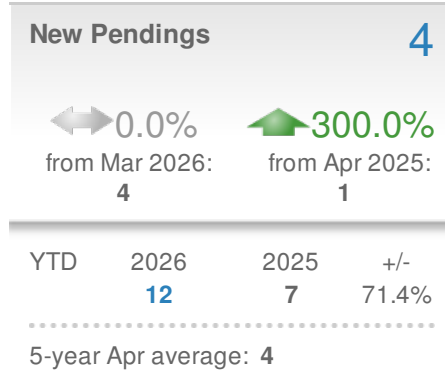 New Pendings 4
0.0% 300.0%
from Mar 2026: from Apr 2025:
4 1
YTD 2026 2025 +/-
12 7 71.4%
5-year Apr average: 4